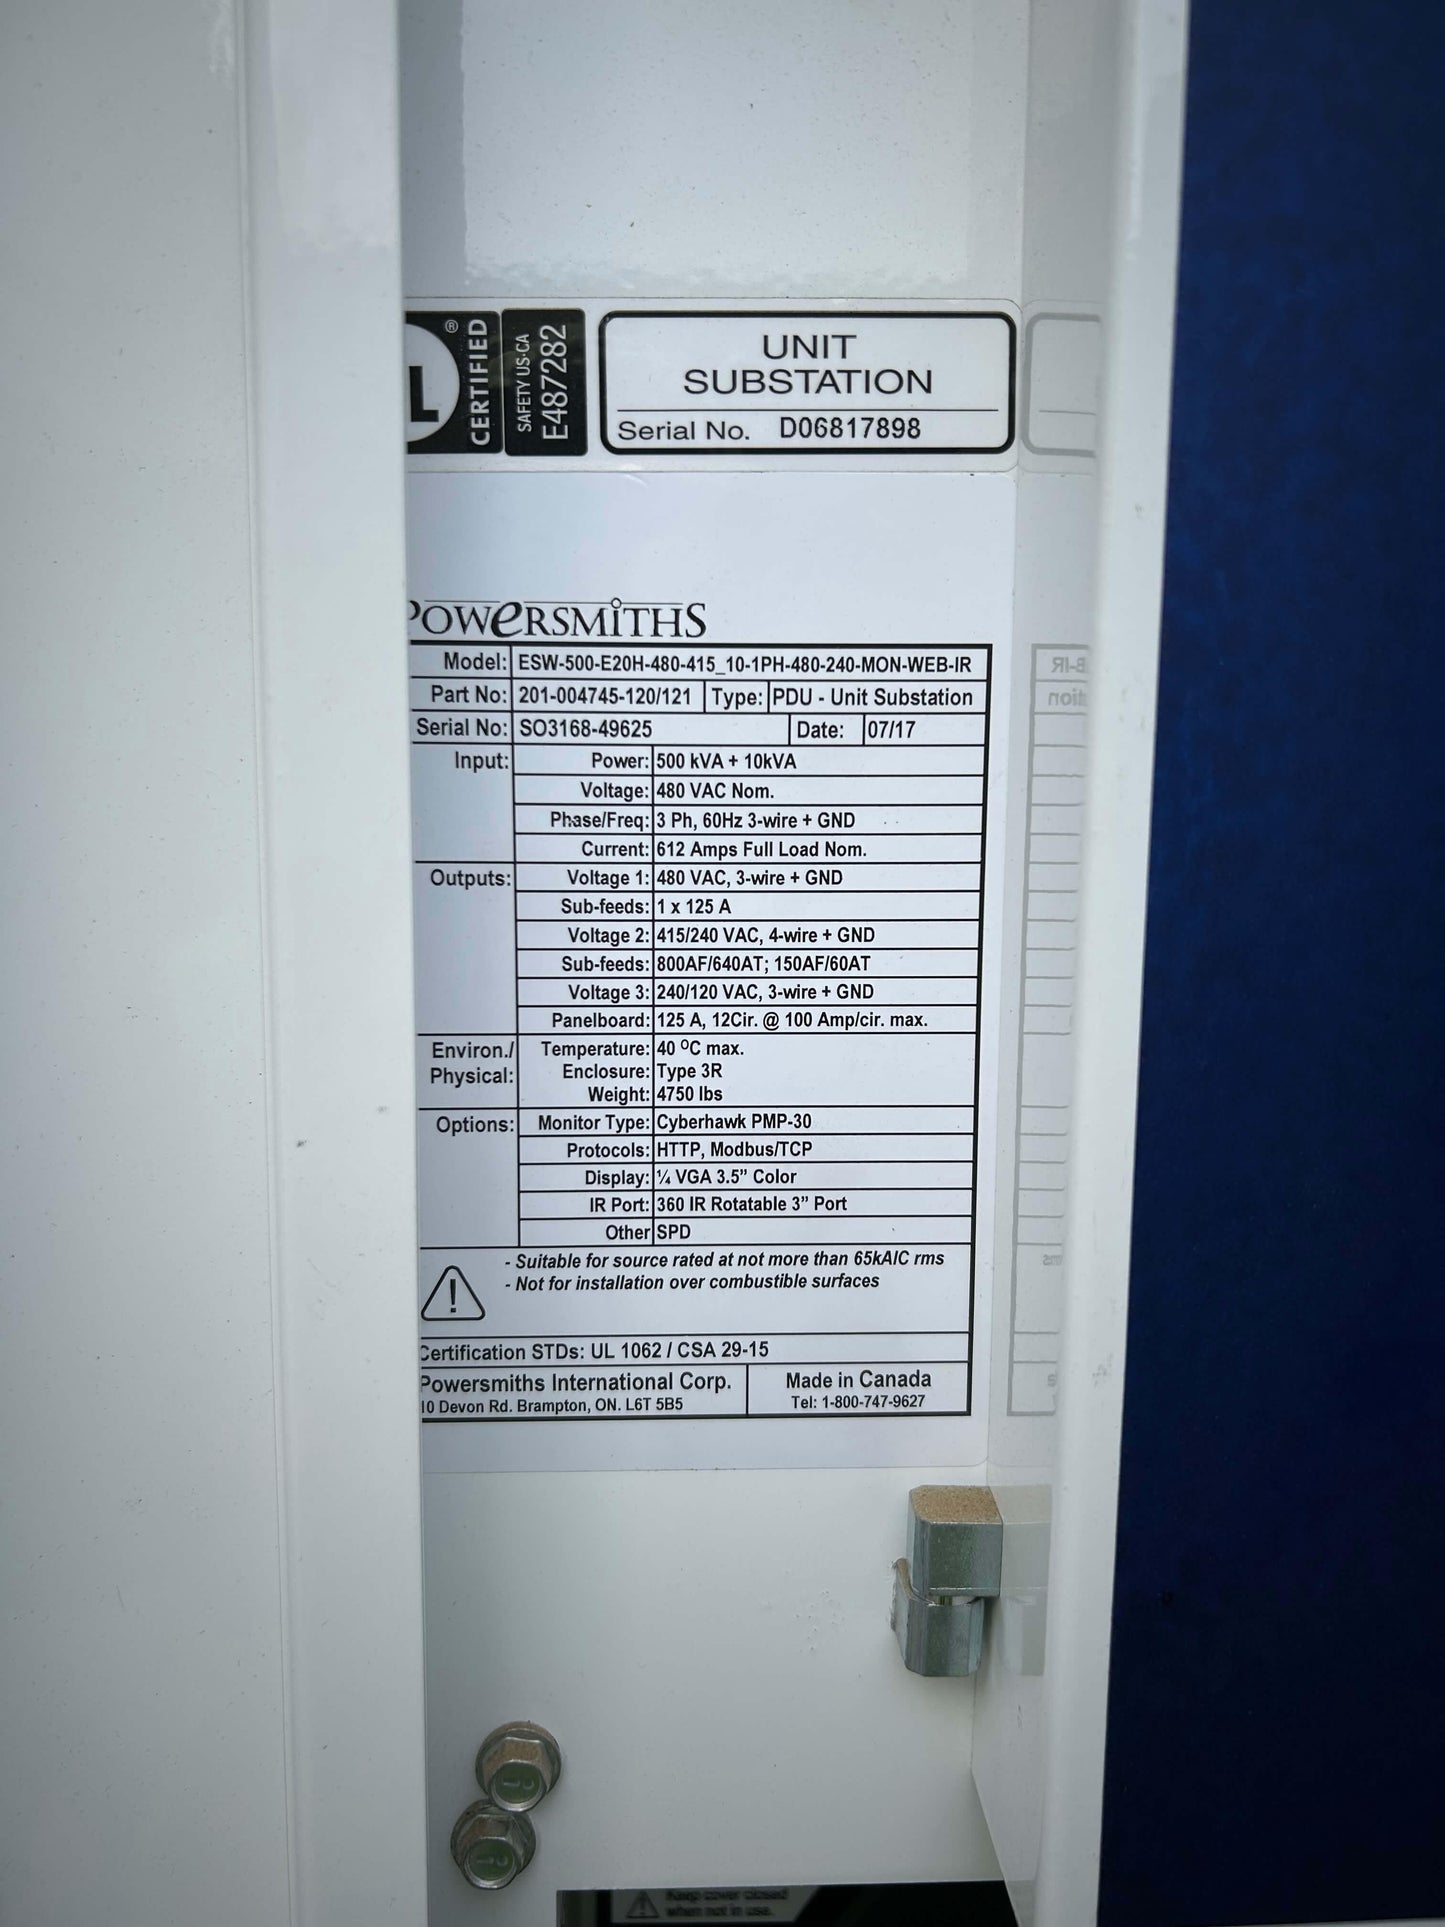 L ® CERTIFIED
SAFETY US-CA
E487282
UNIT
SUBSTATION
Serial No. D06817898
POWERSMITHS
Model: ESW-500-E20H-480-415_10-1PH-480-240-MON-WEB-IR
Part No: 201-004745-120/121 Type: PDU - Unit Substation
Serial No: SO3168-49625 Date: 07/17
Input: Power: 500 kVA + 10kVA
Voltage: 480 VAC Nom.
Phase/Freq: 3 Ph, 60Hz 3-wire + GND
Current: 612 Amps Full Load Nom.
Outputs: Voltage 1: 480 VAC, 3-wire + GND
Sub-feeds: 1 x 125 A
Voltage 2: 415/240 VAC, 4-wire + GND
Sub-feeds: 800AF/640AT; 150AF/60AT
Voltage 3: 240/120 VAC, 3-wire + GND
Panelboard: 125 A, 12Cir. @ 100 Amp/cir. max.
Environ./ Temperature: 40 ºC max.
Physical: Enclosure: Type 3R
Weight: 4750 lbs
Options: Monitor Type: Cyberhawk PMP-30
Protocols: HTTP, Modbus/TCP
Display: ¼ VGA 3.5” Color
IR Port: 360 IR Rotatable 3” Port
Other SPD
- Suitable for source rated at not more than 65kAIC rms
- Not for installation over combustible surfaces
Certification STDs: UL 1062 / CSA 29-15
Powersmiths International Corp. Made in Canada
10 Devon Rd. Brampton, ON. L6T 5B5 Tel: 1-800-747-9627
Keep cover closed
when not in use.